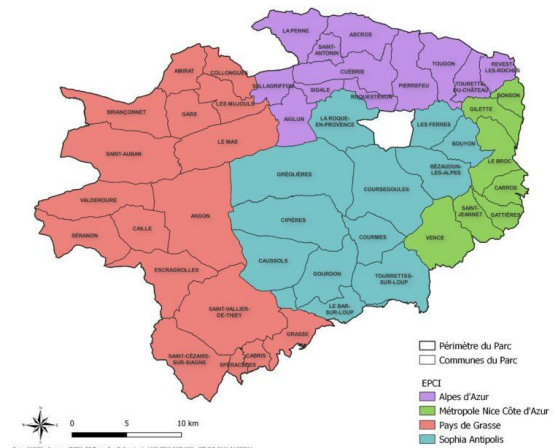 LA PENNE
ASCROS
SAINT-
ANTONIN
TOUDON
REVEST-
LES-ROCHES
AMIRAT
COLLONGUES
CUÉBRIS
TOURETTE-
DU-CHÂTEAU
SALLAGRIFFON
SIGALE
ROQUESTÉRON
PIERREFEU
BONSON
BRIANÇONNET
GARS
LES MUJOULS
AIGLUN
LA ROQUE-
EN-PROVENCE
GILETTE
LES FERRES
SAINT-AUBAN
LE MAS
BOUYON
GRÉOLIÈRES
BÉZAUDUN-
LES-ALPES
LE BROC
COURSEGOULES
CARROS
VALDEROURE
ANDON
SAINT-
JEANNET
GATTIÈRES
SÉRANON
CAILLE
CIPIÈRES
COURMES
VENCE
ESCRAGNOLLES
CAUSSOLS
GOURDON
TOURRETTES-
SUR-LOUP
SAINT-VALLIER-
DE-THIEY
LE BAR-
SUR-LOUP
GRASSE
SAINT-CÉZAIRE-
SUR-SIAGNE
CABRIS
SPÉRACÈDES
Périmètre du Parc
Communes du Parc
EPCI
Alpes d'Azur
Métropole Nice Côte d'Azur
Pays de Grasse
Sophia Antipolis
0 5 10 km